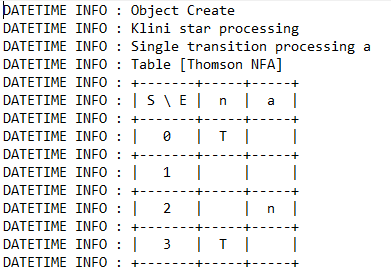 DATETIME INFO : Object Create
DATETIME INFO : Klini star processing
DATETIME INFO : Single transition processing a
DATETIME INFO : Table [Thomson NFA]
DATETIME INFO : +-------+-----+-----+
DATETIME INFO : | S \ E |  n  |  a  |
DATETIME INFO : +-------+-----+-----+
DATETIME INFO : |   0   |  T  |     |
DATETIME INFO : +-------+-----+-----+
DATETIME INFO : |   1   |     |     |
DATETIME INFO : +-------+-----+-----+
DATETIME INFO : |   2   |     |  n  |
DATETIME INFO : +-------+-----+-----+
DATETIME INFO : |   3   |  T  |     |
DATETIME INFO : +-------+-----+-----+